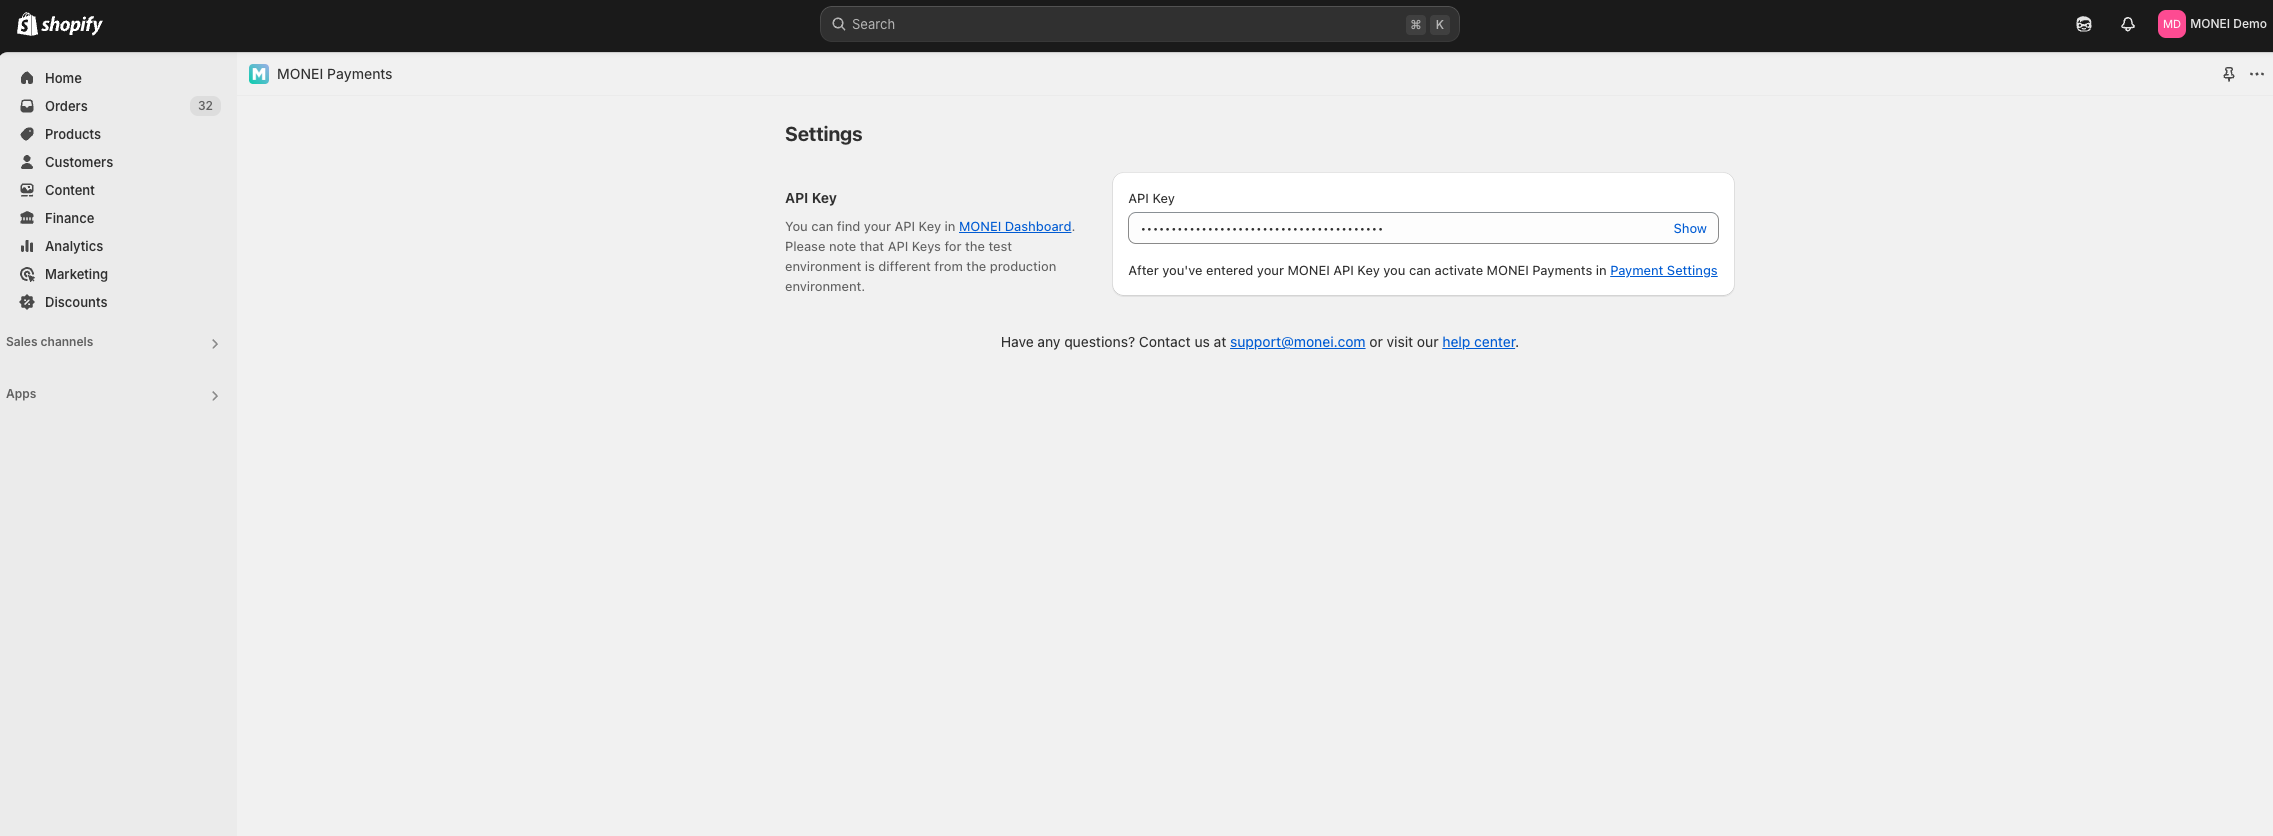 shopify
Search
⌘ K
MD MONEI Demo
Home
Orders 32
Products
Customers
Content
Finance
Analytics
Marketing
Discounts
Sales channels
Apps
M MONEI Payments
Settings
API Key
You can find your API Key in MONEI Dashboard.
Please note that API Keys for the test
environment is different from the production
environment.
API Key
••••••••••••••••••••••••••••••••••••••••• Show
After you've entered your MONEI API Key you can activate MONEI Payments in Payment Settings
Have any questions? Contact us at support@monei.com or visit our help center.